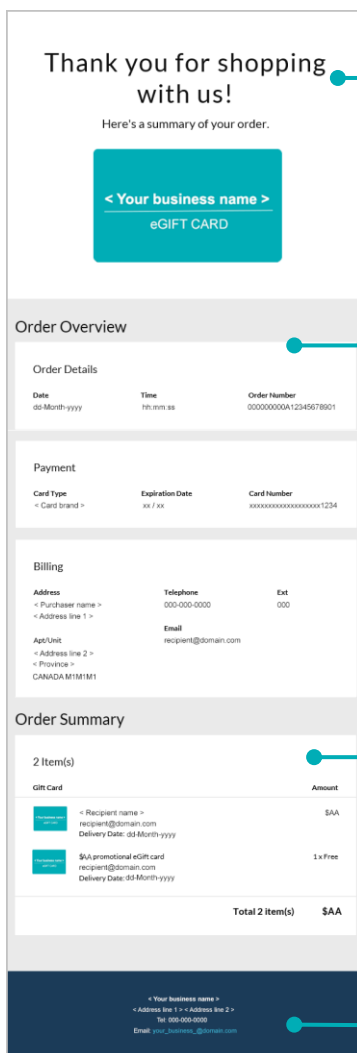 Thank you for shopping
with us!
Here's a summary of your order.
< Your business name >
eGIFT CARD
Order Overview
Order Details
Date Time Order Number
dd-Month-yyyy hh:mm:ss 000000000A12345678901
Payment
Card Type Expiration Date Card Number
< Card brand > xx / xx xxxxxxxxxxxxxxxxxxx1234
Billing
Address Telephone Ext
< Purchaser name > 000-000-0000 000
< Address line 1 >
Email
Apt/Unit recipient@domain.com
< Address line 2 >
< Province >
CANADA M1M1M1
Order Summary
2 Item(s)
Gift Card Amount
< Recipient name > $AA
recipient@domain.com
Delivery Date: dd-Month-yyyy
$AA promotional eGift card 1 x Free
recipient@domain.com
Delivery Date: dd-Month-yyyy
Total 2 item(s) $AA
< Your business name >
< Address line 1 > < Address line 2 >
Tel: 000-000-0000
Email: your_business_@domain.com